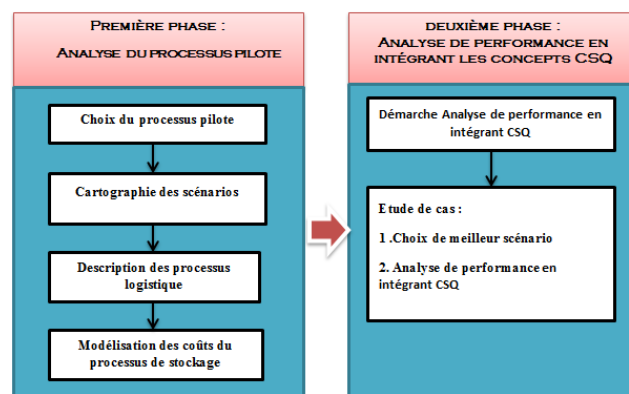 PREMIÈRE PHASE :
ANALYSE DU PROCESSUS PILOTE
Choix du processus pilote
Cartographie des scénarios
Description des processus
logistique
Modélisation des coûts du
processus de stockage
DEUXIÈME PHASE :
ANALYSE DE PERFORMANCE EN
INTÉGRANT LES CONCEPTS CSQ
Démarche Analyse de performance en
intégrant CSQ
Etude de cas :
1 .Choix de meilleur scénario
2. Analyse de performance en
intégrant CSQ